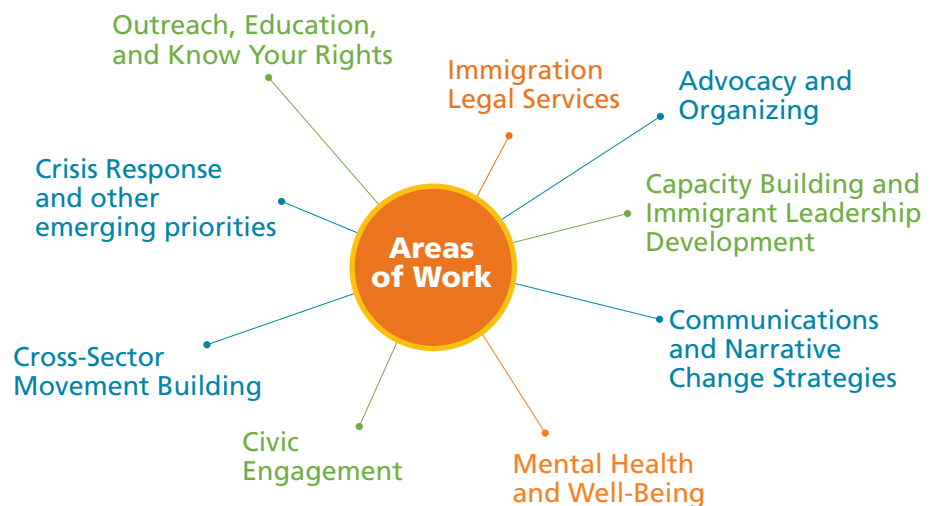 Outreach, Education,
and Know Your Rights
Immigration
Legal Services
Advocacy and
Organizing
Crisis Response
and other
emerging priorities
Capacity Building and
Immigrant Leadership
Development
Areas
of Work
Communications
and Narrative
Change Strategies
Cross-Sector
Movement Building
Civic
Engagement
Mental Health
and Well-Being